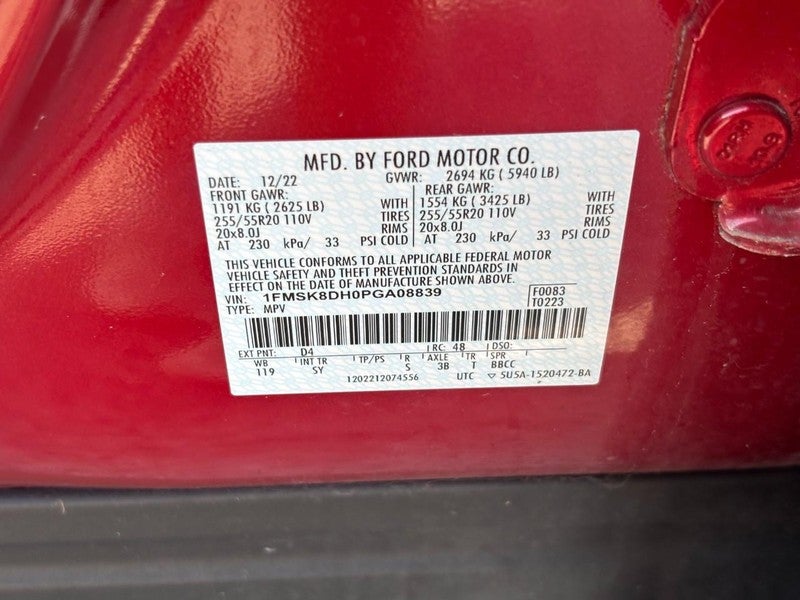 MFD. BY FORD MOTOR CO.
DATE: 12/22 GVWR: 2694 KG ( 5940 LB)
FRONT GAWR: REAR GAWR:
1191 KG ( 2625 LB) WITH 1554 KG ( 3425 LB) WITH
255/55R20 110V TIRES 255/55R20 110V TIRES
20x8.0J RIMS 20x8.0J RIMS
AT 230 kPa/ 33 PSI COLD AT 230 kPa/ 33 PSI COLD
THIS VEHICLE CONFORMS TO ALL APPLICABLE FEDERAL MOTOR
VEHICLE SAFETY AND THEFT PREVENTION STANDARDS IN
EFFECT ON THE DATE OF MANUFACTURE SHOWN ABOVE.
VIN: 1FMSK8DH0PGA08839 F0083
TYPE: MPV T0223
EXT PNT: D4 RC: 48 DSO:
WB INT TR TP/PS R AXLE TR SPR
119 SY S 3B T BBCC
1202212074556 UTC 5U5A-1520472-BA